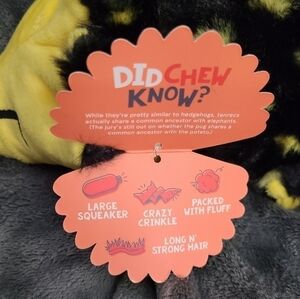 DID CHEW
KNOW?
While they're pretty similar to hedgehogs, tenrecs
actually share a common ancestor with elephants.
(The jury's still out on whether the pug shares a
common ancestor with the potato.)
LARGE
SQUEAKER
CRAZY
CRINKLE
PACKED
WITH FLUFF
LONG N'
STRONG HAIR